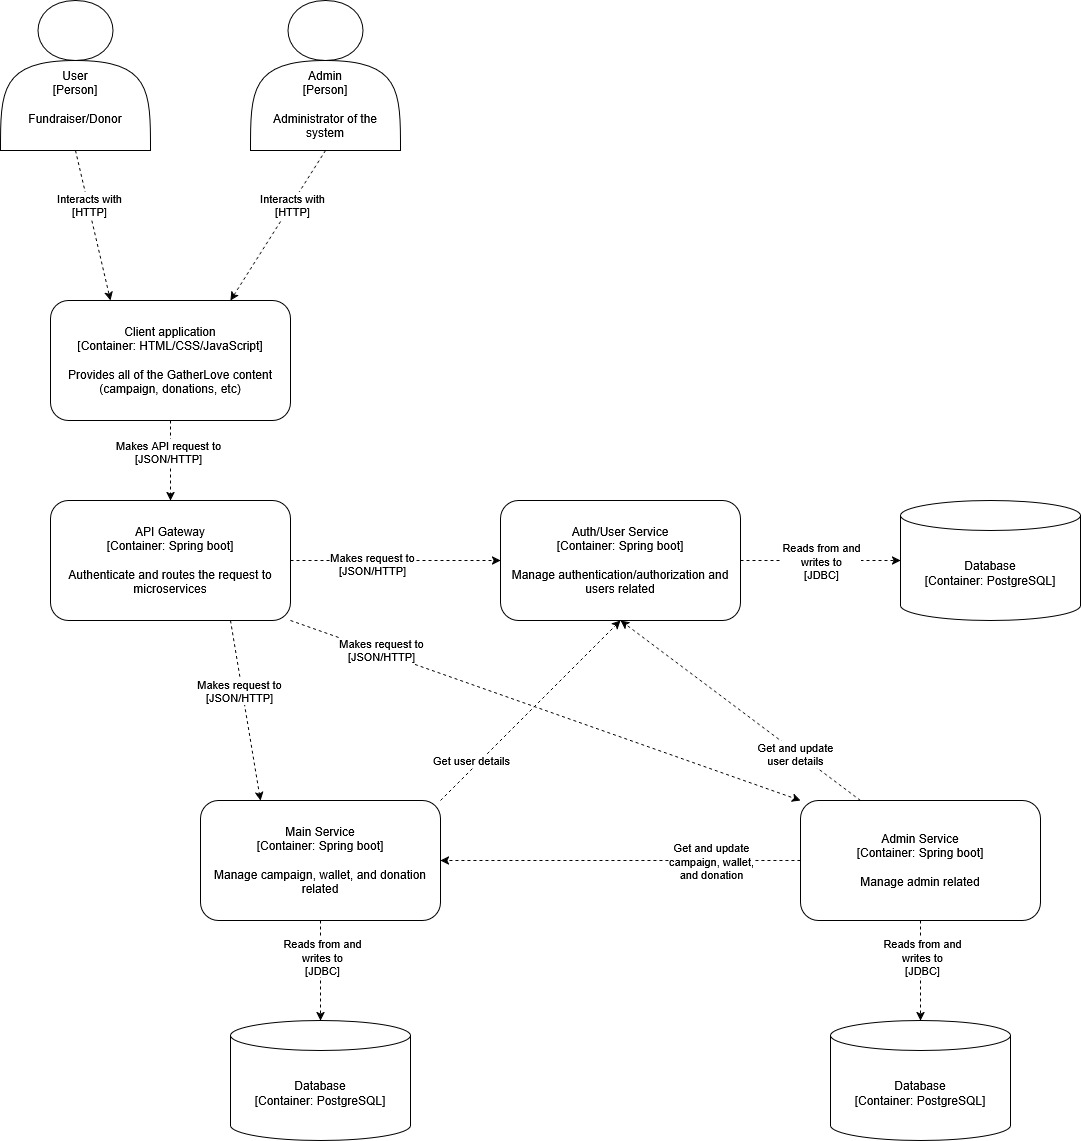 User
[Person]
Fundraiser/Donor
Admin
[Person]
Administrator of the
system
Interacts with
[HTTP]
Interacts with
[HTTP]
Client application
[Container: HTML/CSS/JavaScript]
Provides all of the GatherLove content
(campaign, donations, etc)
Makes API request to
[JSON/HTTP]
API Gateway
[Container: Spring boot]
Authenticate and routes the request to
microservices
Makes request to
[JSON/HTTP]
Auth/User Service
[Container: Spring boot]
Manage authentication/authorization and
users related
Reads from and
writes to
[JDBC]
Database
[Container: PostgreSQL]
Makes request to
[JSON/HTTP]
Makes request to
[JSON/HTTP]
Get user details
Get and update
user details
Main Service
[Container: Spring boot]
Manage campaign, wallet, and donation
related
Get and update
campaign, wallet,
and donation
Admin Service
[Container: Spring boot]
Manage admin related
Reads from and
writes to
[JDBC]
Reads from and
writes to
[JDBC]
Database
[Container: PostgreSQL]
Database
[Container: PostgreSQL]